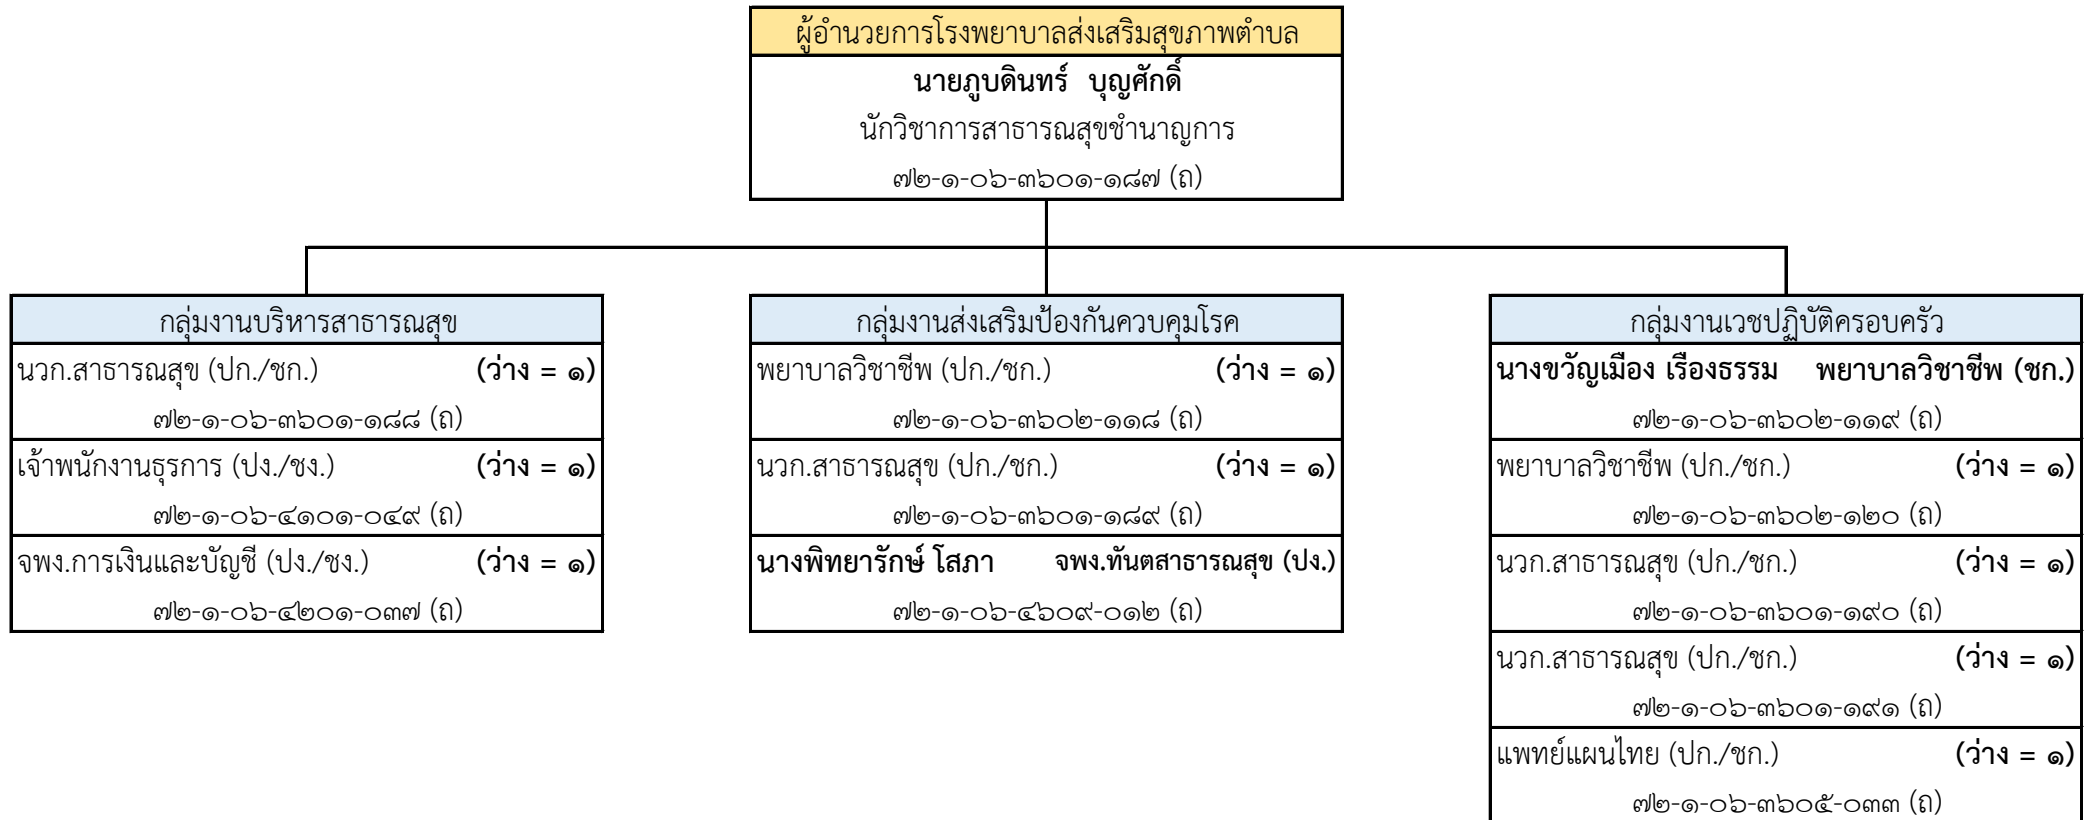 ผู้อำนวยการโรงพยาบาลส่งเสริมสุขภาพตำบล
นายภูบดินทร์ บุญศักดิ์
นักวิชาการสาธารณสุขชำนาญการ
๗๒-๑-๐๖-๓๖๐๑-๑๘๗ (ถ)
กลุ่มงานบริหารสาธารณสุข
นวก.สาธารณสุข (ปก./ชก.) (ว่าง = ๑)
๗๒-๑-๐๖-๓๖๐๑-๑๘๘ (ถ)
เจ้าพนักงานธุรการ (ปง./ชง.) (ว่าง = ๑)
๗๒-๑-๐๖-๔๑๐๑-๐๔๙ (ถ)
จพง.การเงินและบัญชี (ปง./ชง.) (ว่าง = ๑)
๗๒-๑-๐๖-๔๒๐๑-๐๓๗ (ถ)
กลุ่มงานส่งเสริมป้องกันควบคุมโรค
พยาบาลวิชาชีพ (ปก./ชก.) (ว่าง = ๑)
๗๒-๑-๐๖-๓๖๐๒-๑๑๘ (ถ)
นวก.สาธารณสุข (ปก./ชก.) (ว่าง = ๑)
๗๒-๑-๐๖-๓๖๐๑-๑๘๙ (ถ)
นางพิทยารักษ์ โสภา จพง.ทันตสาธารณสุข (ปง.)
๗๒-๑-๐๖-๔๖๐๙-๐๑๒ (ถ)
กลุ่มงานเวชปฏิบัติครอบครัว
นางขวัญเมือง เรืองธรรม พยาบาลวิชาชีพ (ชก.)
๗๒-๑-๐๖-๓๖๐๒-๑๑๙ (ถ)
พยาบาลวิชาชีพ (ปก./ชก.) (ว่าง = ๑)
๗๒-๑-๐๖-๓๖๐๒-๑๒๐ (ถ)
นวก.สาธารณสุข (ปก./ชก.) (ว่าง = ๑)
๗๒-๑-๐๖-๓๖๐๑-๑๙๐ (ถ)
นวก.สาธารณสุข (ปก./ชก.) (ว่าง = ๑)
๗๒-๑-๐๖-๓๖๐๑-๑๙๑ (ถ)
แพทย์แผนไทย (ปก./ชก.) (ว่าง = ๑)
๗๒-๑-๐๖-๓๖๐๕-๐๓๓ (ถ)